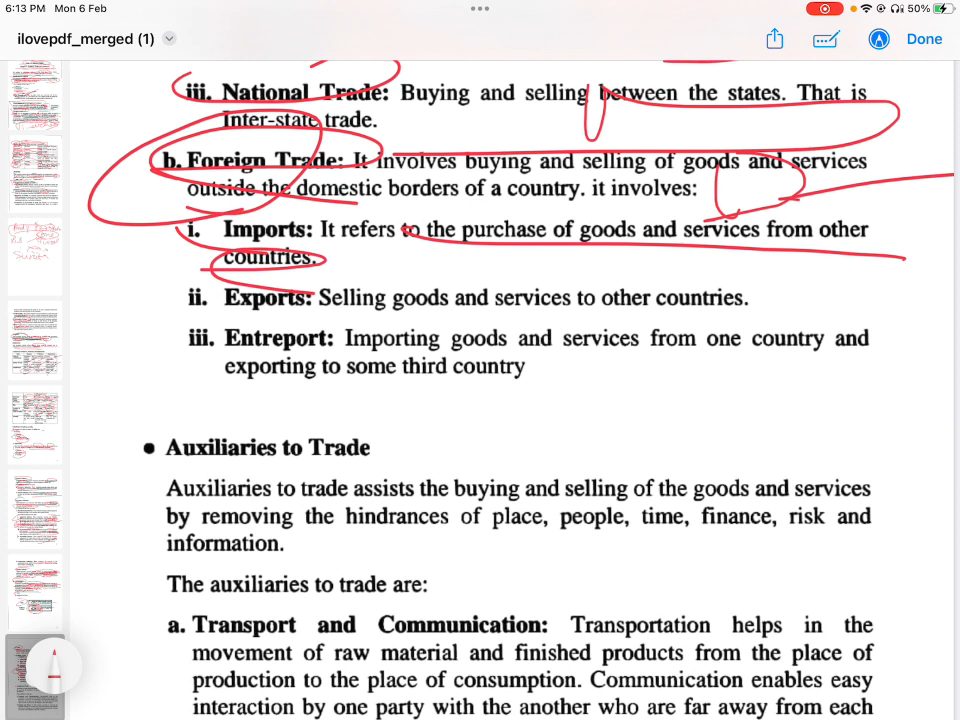 6:13 PM Mon 6 Feb
50%
ilovepdf_merged (1)
Done
iii. National Trade: Buying and selling between the states. That is
Inter-state trade.
b. Foreign Trade: It involves buying and selling of goods and services
outside the domestic borders of a country. it involves:
i. Imports: It refers to the purchase of goods and services from other
countries.
ii. Exports: Selling goods and services to other countries.
iii. Entreport: Importing goods and services from one country and
exporting to some third country
• Auxiliaries to Trade
Auxiliaries to trade assists the buying and selling of the goods and services
by removing the hindrances of place, people, time, finance, risk and
information.
The auxiliaries to trade are:
a. Transport and Communication: Transportation helps in the
movement of raw material and finished products from the place of
production to the place of consumption. Communication enables easy
interaction by one party with the another who are far away from each